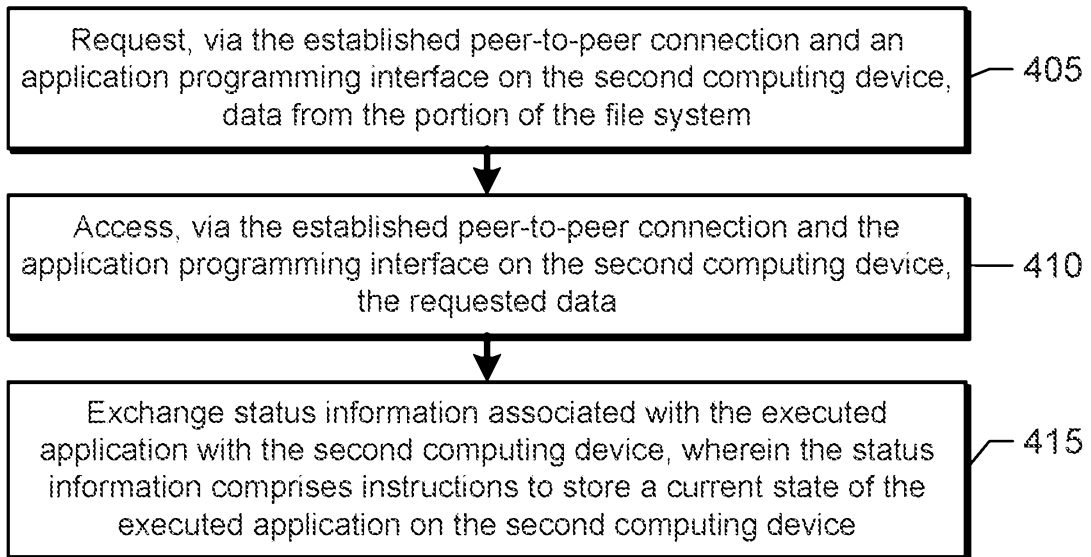 Request, via the established peer-to-peer connection and an
application programming interface on the second computing device,
data from the portion of the file system
405
Access, via the established peer-to-peer connection and the
application programming interface on the second computing device,
the requested data
410
Exchange status information associated with the executed
application with the second computing device, wherein the status
information comprises instructions to store a current state of the
executed application on the second computing device
415